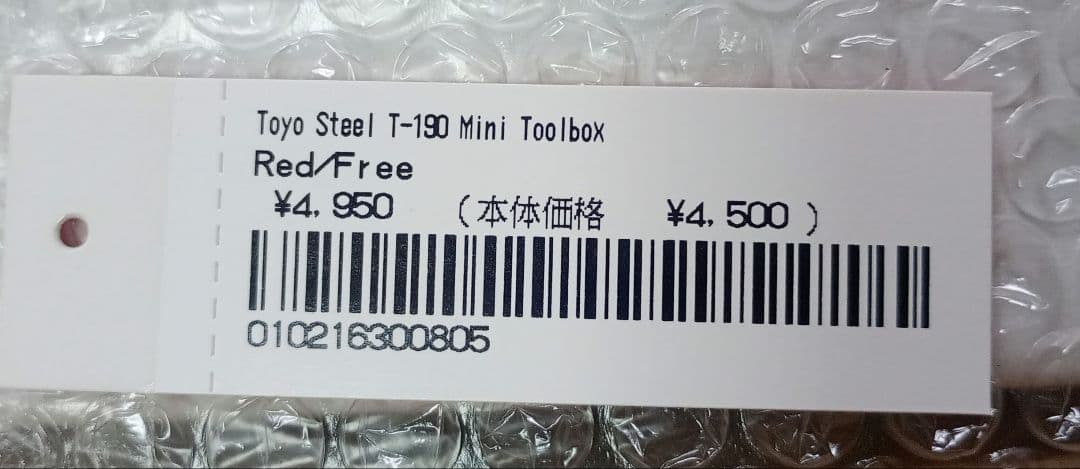 Toyo Steel T-190 Mini Toolbox
Red/Free
¥4,950 (本体価格 ¥4,500)
010216300805